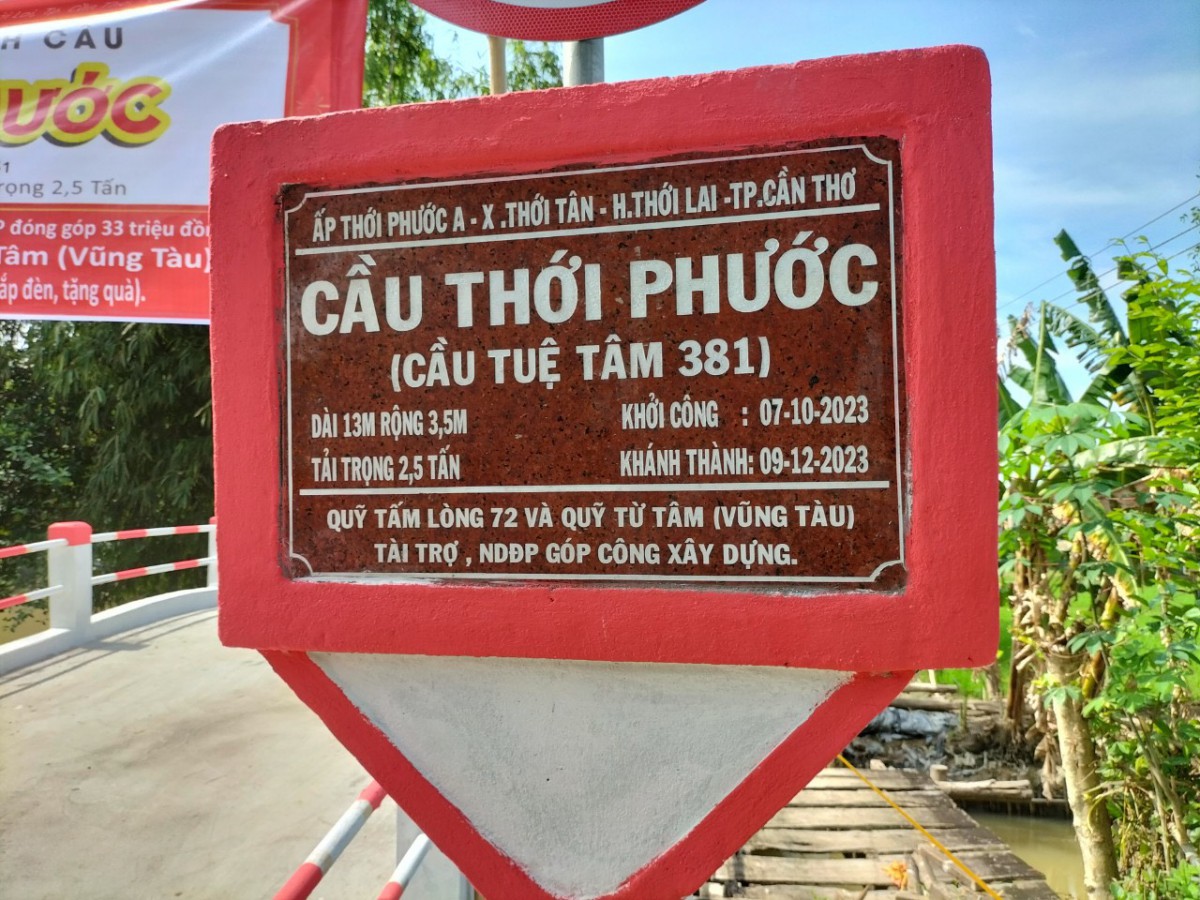 CẦU
ƯỚC
rọng 2,5 Tấn
P đóng góp 33 triệu đồn
Tâm (Vũng Tàu)
ắp đèn, tặng quà).
ẤP THỚI PHƯỚC A - X .THỚI TÂN - H.THỚI LAI -TP.CẦN THƠ
CẦU THỚI PHƯỚC
(CẦU TUỆ TÂM 381)
DÀI 13M RỘNG 3,5M KHỞI CÔNG : 07-10-2023
TẢI TRỌNG 2,5 TẤN KHÁNH THÀNH: 09-12-2023
QUỸ TẤM LÒNG 72 VÀ QUỸ TỪ TÂM (VŨNG TÀU)
TÀI TRỢ , NDĐP GÓP CÔNG XÂY DỰNG.